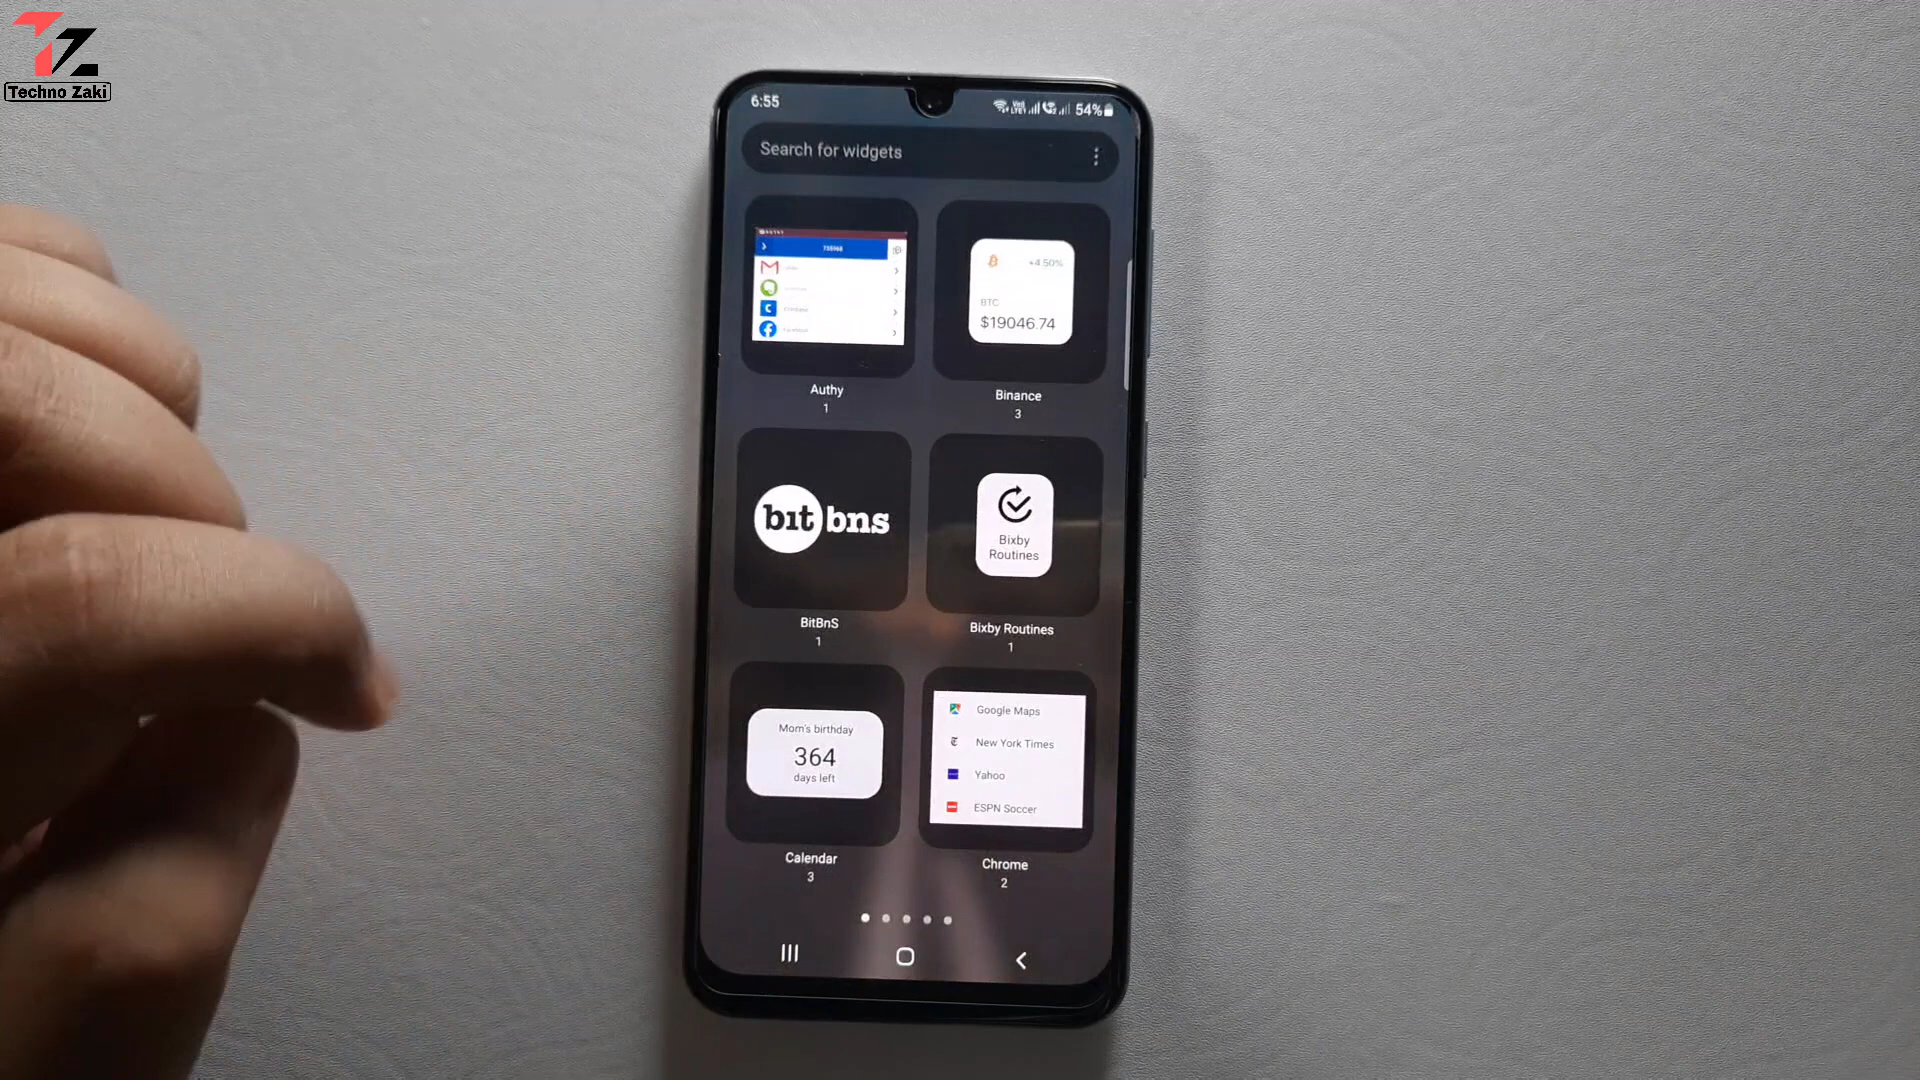 TZ
Techno Zaki
6:55
54%
Search for widgets
Authy
1
+4.50%
BTC
$19046.74
Binance
3
bitbns
BitBnS
1
Bixby
Routines
Bixby Routines
1
Mom's birthday
364
days left
Calendar
3
Google Maps
New York Times
Yahoo
ESPN Soccer
Chrome
2